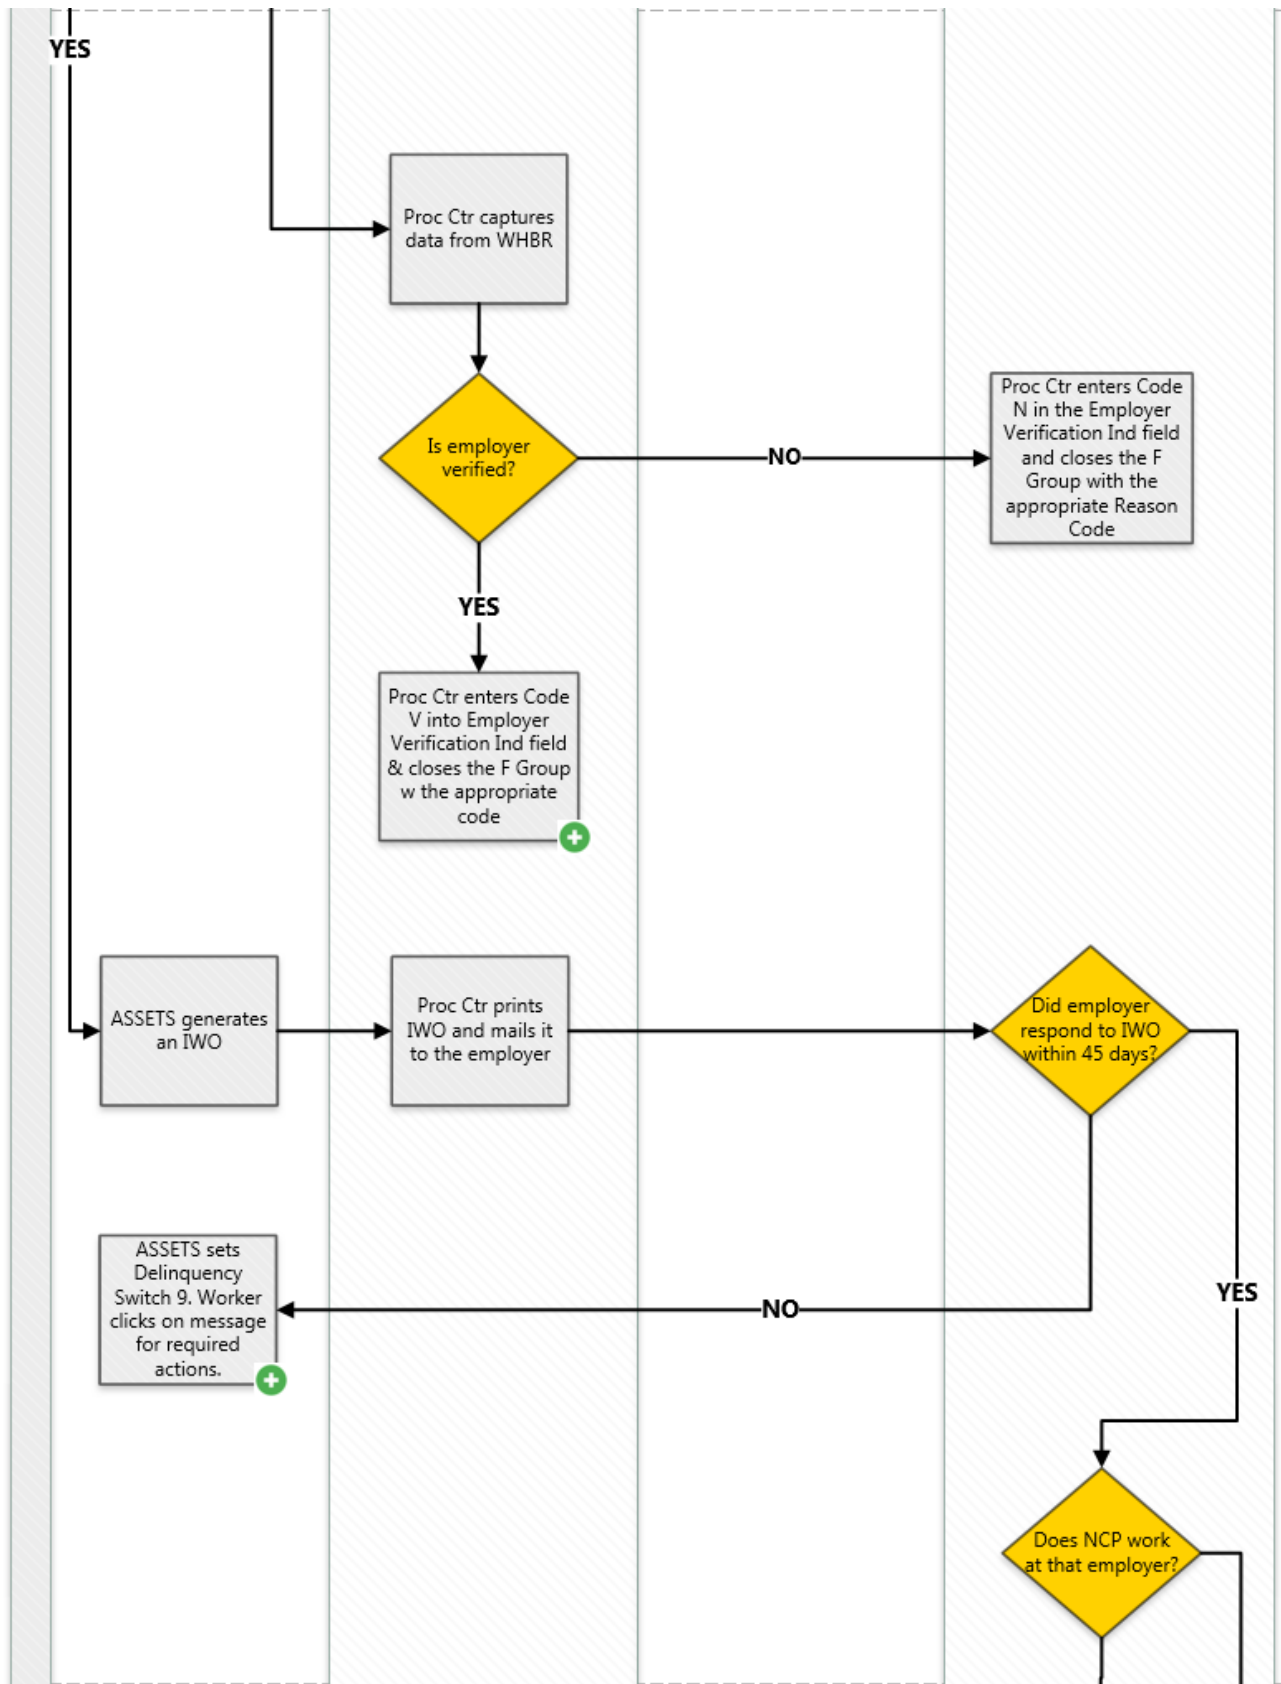 YES
Proc Ctr captures
data from WHBR
Is employer
verified?
NO
Proc Ctr enters Code
N in the Employer
Verification Ind field
and closes the F
Group with the
appropriate Reason
Code
YES
Proc Ctr enters Code
V into Employer
Verification Ind field
& closes the F Group
w the appropriate
code
ASSETS generates
an IWO
Proc Ctr prints
IWO and mails it
to the employer
Did employer
respond to IWO
within 45 days?
ASSETS sets
Delinquency
Switch 9. Worker
clicks on message
for required
actions.
NO
YES
Does NCP work
at that employer?